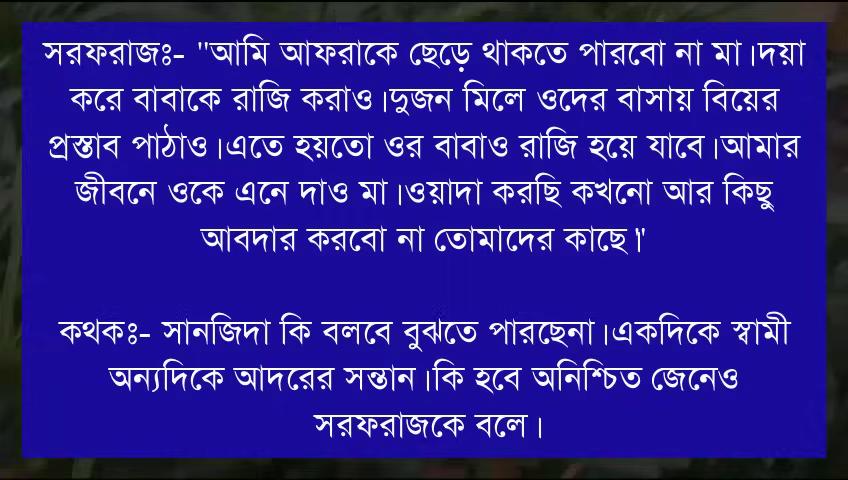 সরফরাজঃ- "আমি আফরাকে ছেড়ে থাকতে পারবো না মা।দয়া
করে বাবাকে রাজি করাও।দুজন মিলে ওদের বাসায় বিয়ের
প্রস্তাব পাঠাও।এতে হয়তো ওর বাবাও রাজি হয়ে যাবে।আমার
জীবনে ওকে এনে দাও মা।ওয়াদা করছি কখনো আর কিছু
আবদার করবো না তোমাদের কাছে।"
কথকঃ- সানজিদা কি বলবে বুঝতে পারছেনা।একদিকে স্বামী
অন্যদিকে আদরের সন্তান।কি হবে অনিশ্চিত জেনেও
সরফরাজকে বলে।